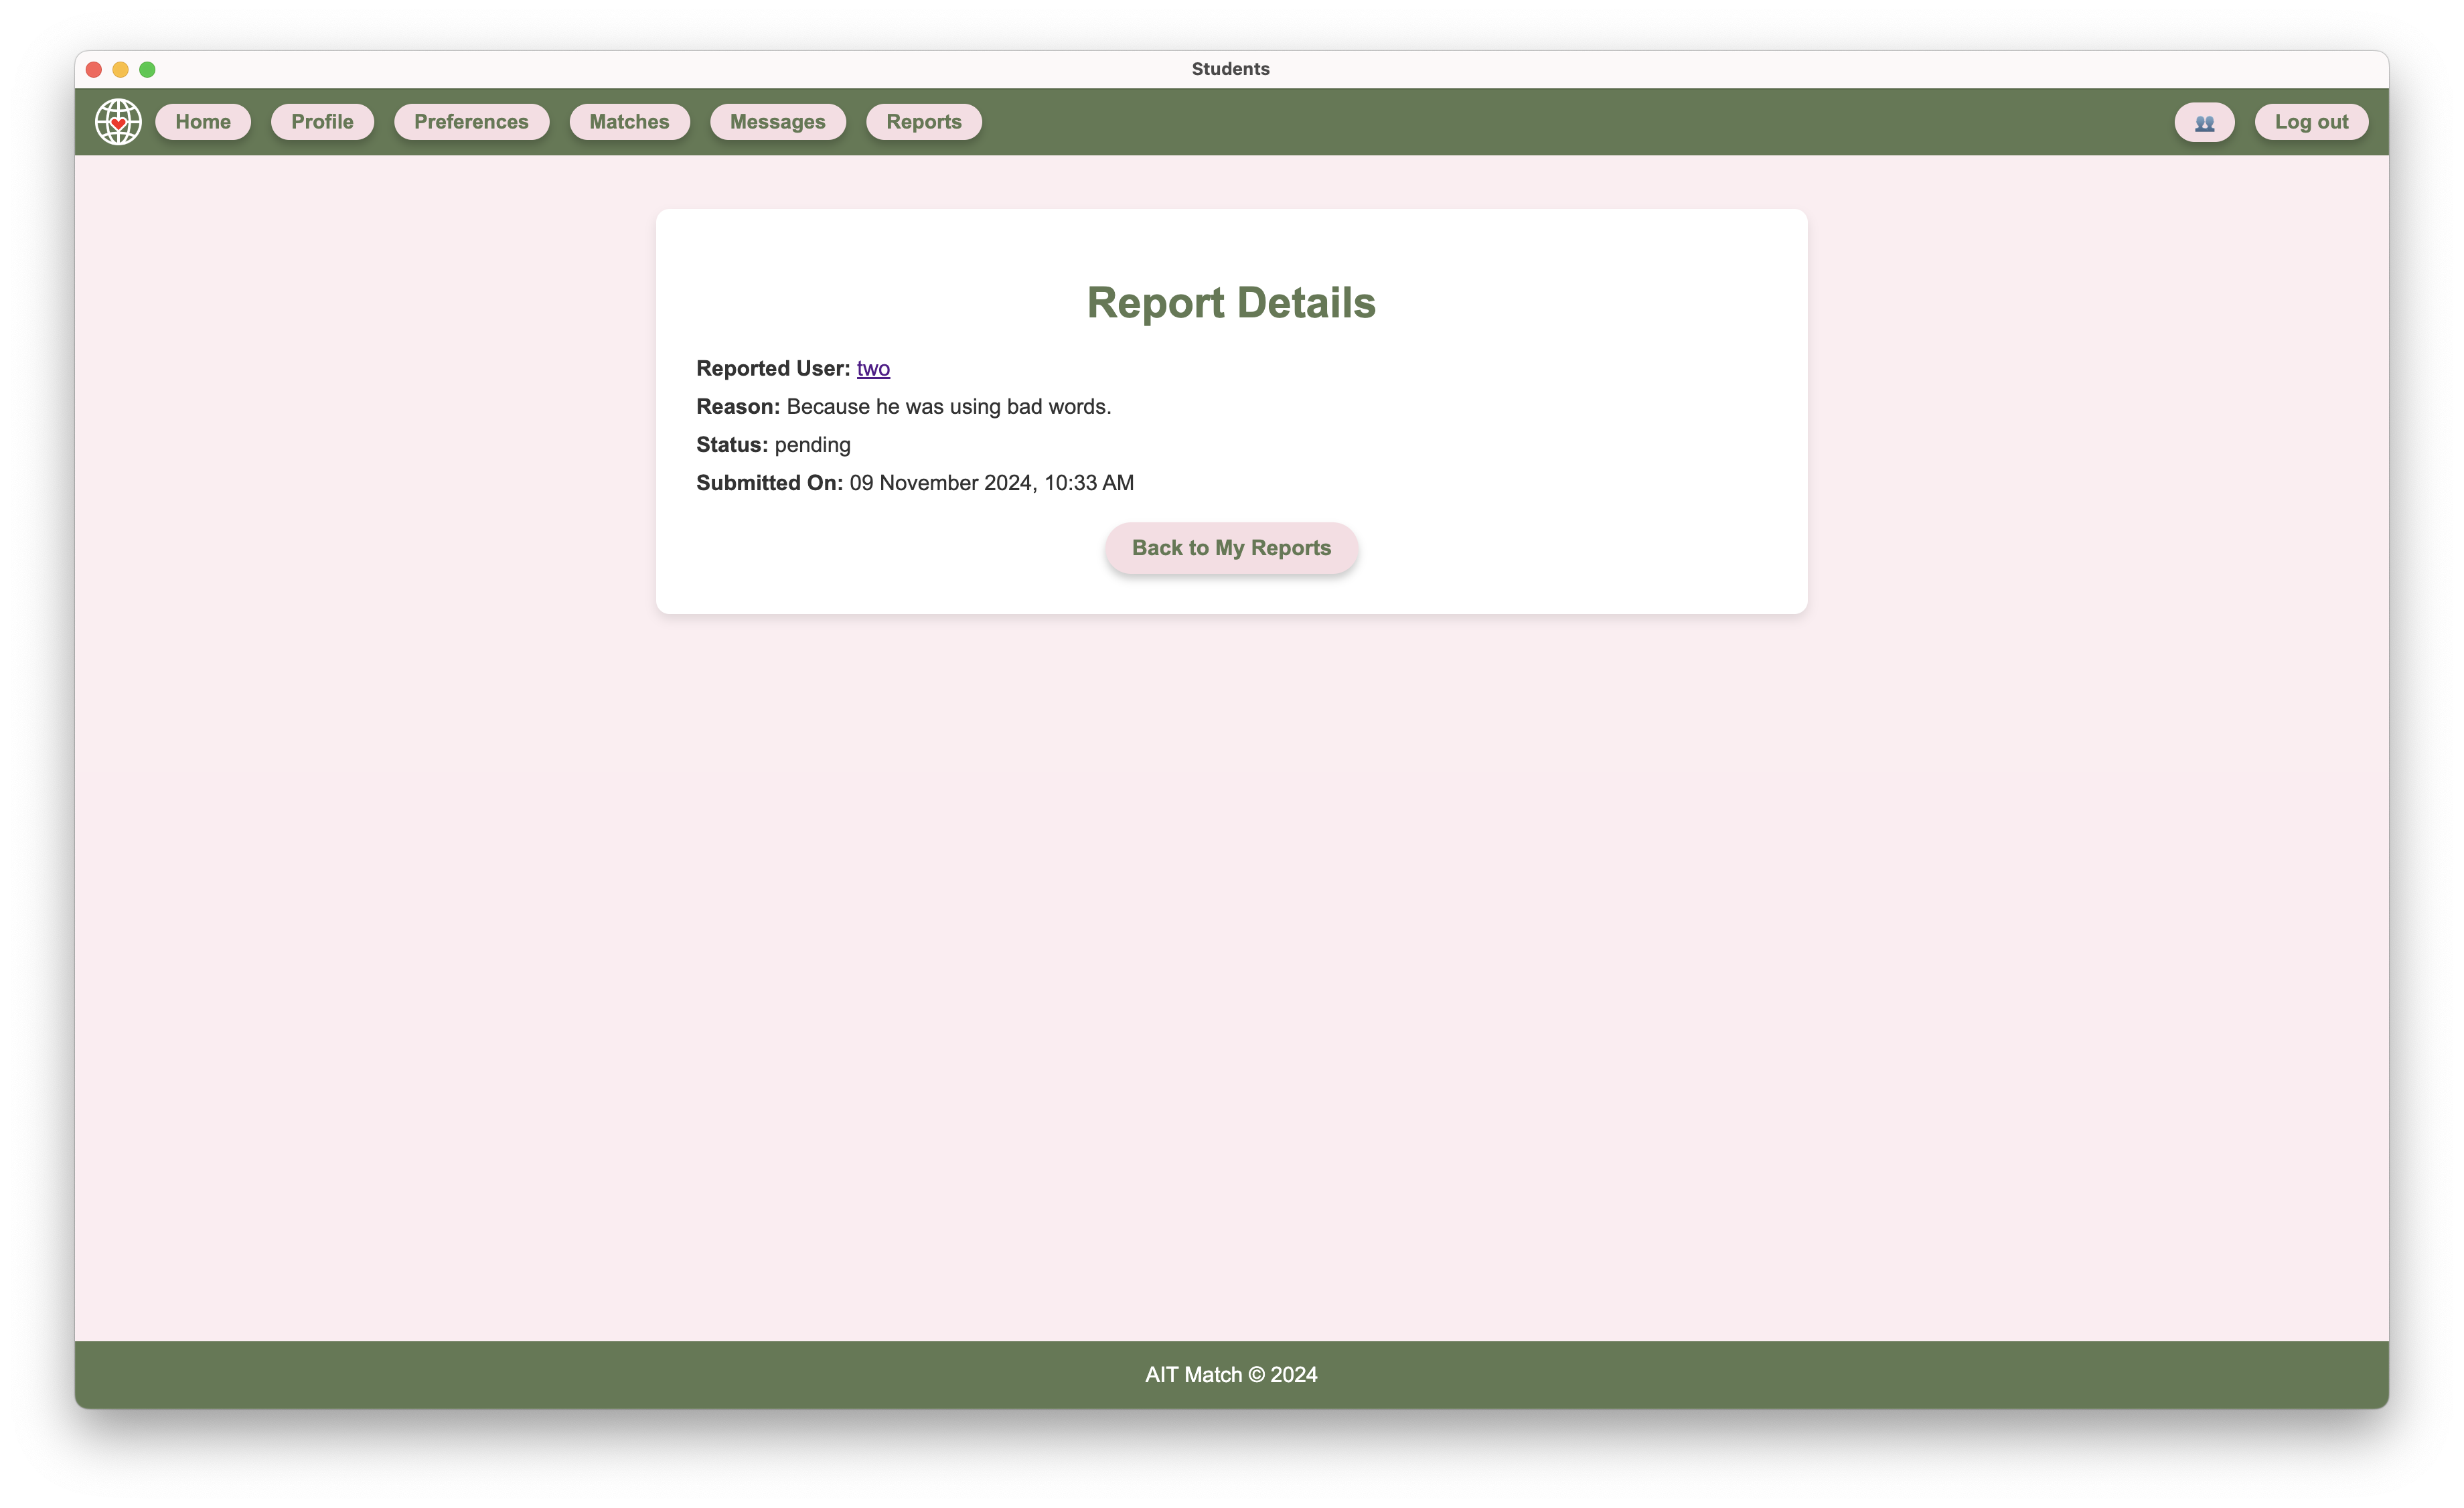 Students
Home Profile Preferences Matches Messages Reports Log out
Report Details
Reported User: two
Reason: Because he was using bad words.
Status: pending
Submitted On: 09 November 2024, 10:33 AM
Back to My Reports
AIT Match © 2024